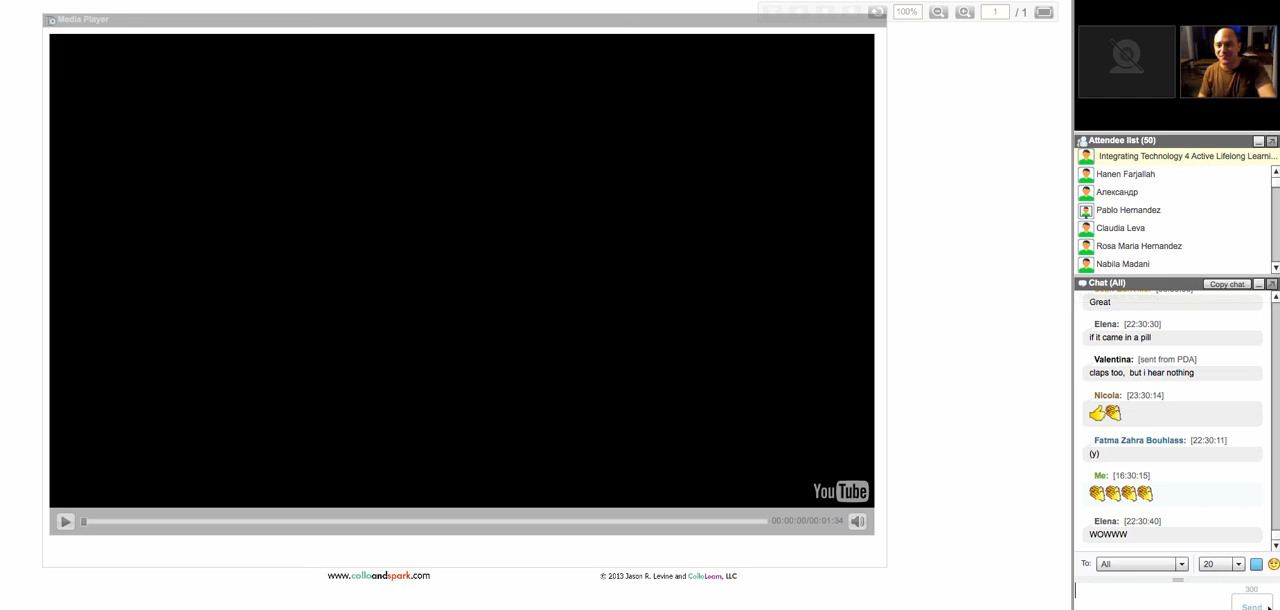 Media Player
100%
1 / 1
YouTube
00:00:00/00:01:34
www.colloandspark.com
© 2013 Jason R. Levine and ColloLearn, LLC
Attendee list (50)
Integrating Technology 4 Active Lifelong Learni...
Hanen Farjallah
Александр
Pablo Hernandez
Claudia Leva
Rosa Maria Hernandez
Nabila Madani
Chat (All)
Copy chat
Great
Elena: [22:30:30]
if it came in a pill
Valentina: [sent from PDA]
claps too, but i hear nothing
Nicola: [23:30:14]
Fatma Zahra Bouhlass: [22:30:11]
(y)
Me: [16:30:15]
Elena: [22:30:40]
WOWWW
To: All 20
300
Send